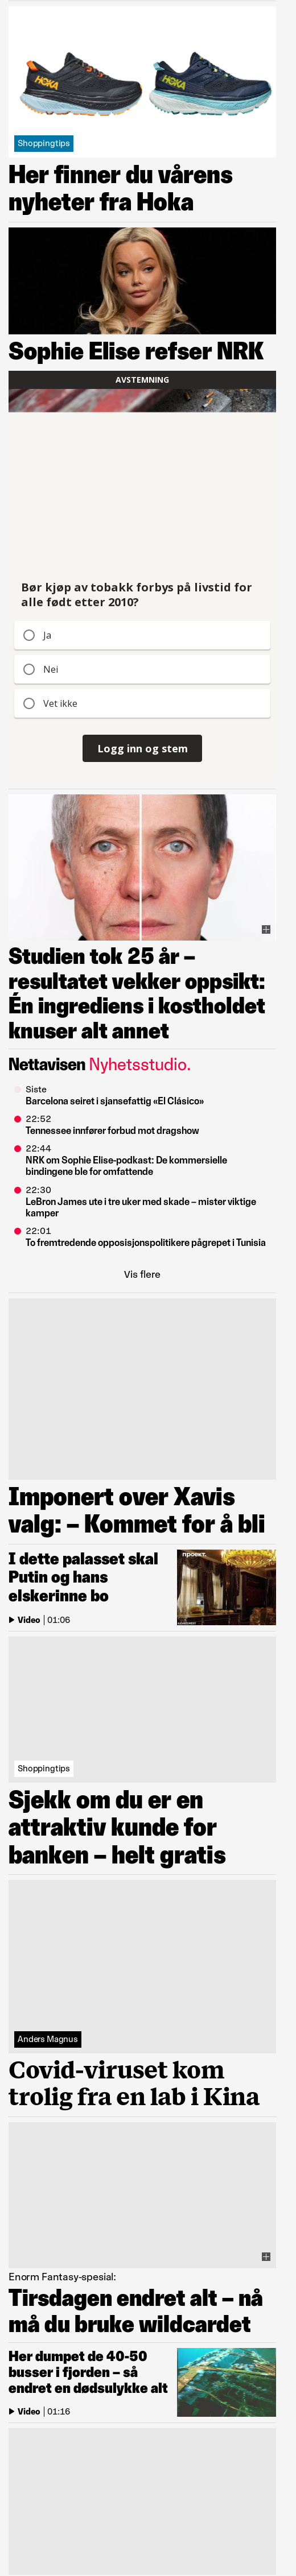 HOKA
HOKA
Shoppingtips
Her finner du vårens
nyheter fra Hoka
Sophie Elise refser NRK
AVSTEMNING
Bør kjøp av tobakk forbys på livstid for
alle født etter 2010?
Ja
Nei
Vet ikke
Logg inn og stem
Studien tok 25 år –
resultatet vekker oppsikt:
Én ingrediens i kostholdet
knuser alt annet
Nettavisen Nyhetsstudio.
Siste
Barcelona seiret i sjansefattig «El Clásico»
22:52
Tennessee innfører forbud mot dragshow
22:44
NRK om Sophie Elise-podkast: De kommersielle
bindingene ble for omfattende
22:30
LeBron James ute i tre uker med skade – mister viktige
kamper
22:01
To fremtredende opposisjonspolitikere pågrepet i Tunisia
Vis flere
Imponert over Xavis
valg: – Kommet for å bli
I dette palasset skal
Putin og hans
elskerinne bo
Video | 01:06
проект.
Shoppingtips
Sjekk om du er en
attraktiv kunde for
banken – helt gratis
Anders Magnus
Covid-viruset kom
trolig fra en lab i Kina
Enorm Fantasy-spesial:
Tirsdagen endret alt – nå
må du bruke wildcardet
Her dumpet de 40-50
busser i fjorden – så
endret en dødsulykke alt
Video | 01:16